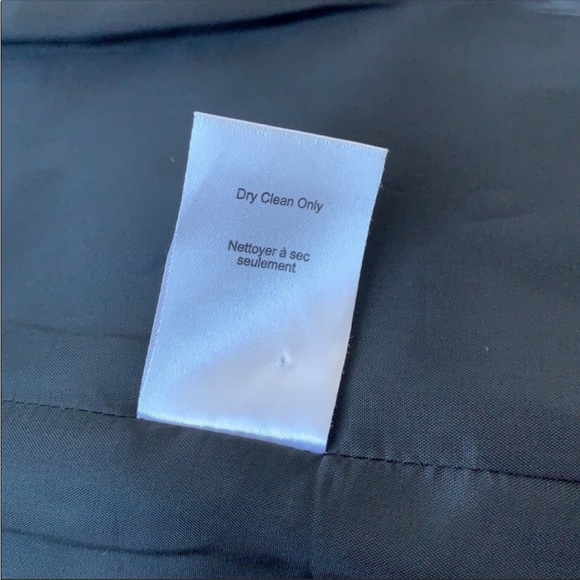 Dry Clean Only
Nettoyer à sec
seulement